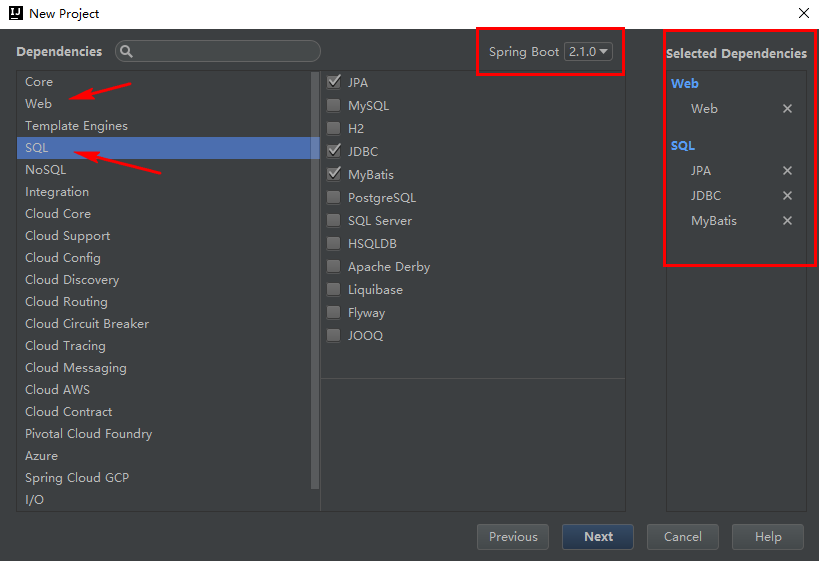 New Project
Dependencies
Spring Boot 2.1.0
Selected Dependencies
Core
Web
Template Engines
SQL
NoSQL
Integration
Cloud Core
Cloud Support
Cloud Config
Cloud Discovery
Cloud Routing
Cloud Circuit Breaker
Cloud Tracing
Cloud Messaging
Cloud AWS
Cloud Contract
Pivotal Cloud Foundry
Azure
Spring Cloud GCP
I/O
JPA
MySQL
H2
JDBC
MyBatis
PostgreSQL
SQL Server
HSQLDB
Apache Derby
Liquibase
Flyway
JOOQ
Web
Web
SQL
JPA
JDBC
MyBatis
Previous
Next
Cancel
Help